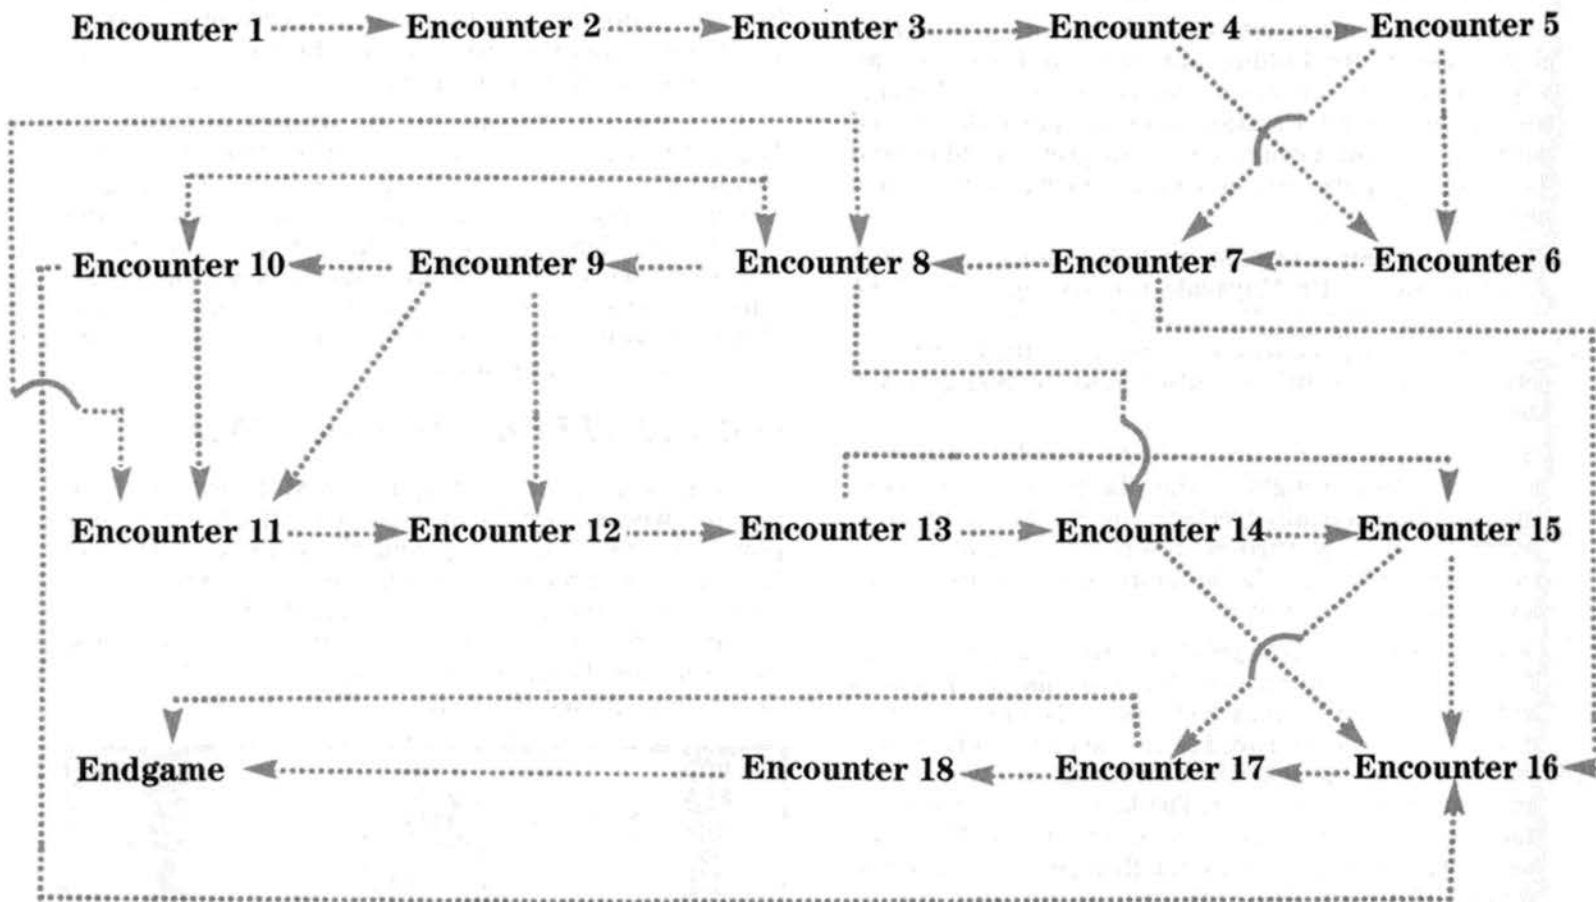 Encounter 1 Encounter 2 Encounter 3 Encounter 4 Encounter 5
Encounter 10 Encounter 9 Encounter 8 Encounter 7 Encounter 6
Encounter 11 Encounter 12 Encounter 13 Encounter 14 Encounter 15
Endgame Encounter 18 Encounter 17 Encounter 16